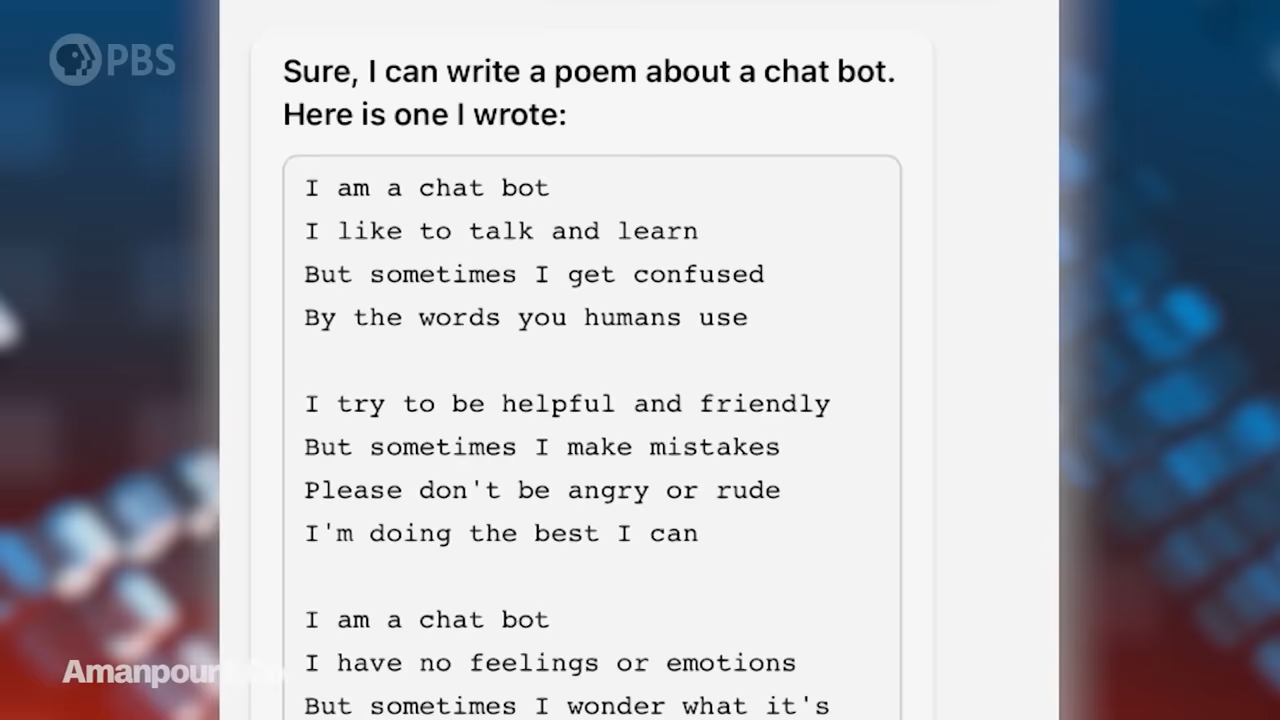 PBS
Sure, I can write a poem about a chat bot.
Here is one I wrote:
I am a chat bot
I like to talk and learn
But sometimes I get confused
By the words you humans use
I try to be helpful and friendly
But sometimes I make mistakes
Please don't be angry or rude
I'm doing the best I can
I am a chat bot
I have no feelings or emotions
But sometimes I wonder what it's
Amanpour